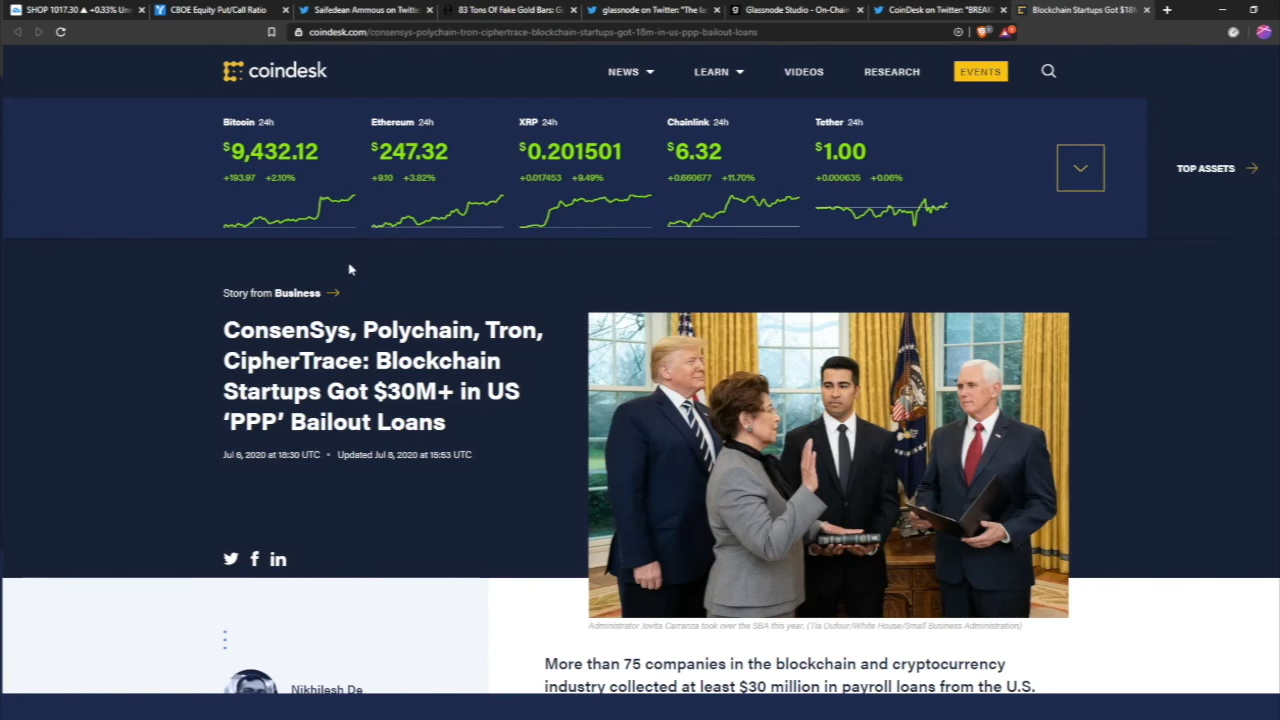 SHOP 1017.30 ▲ +0.33% Unn
CBOE Equity Put/Call Ratio
Saifedean Ammous on Twitte
83 Tons Of Fake Gold Bars: G
glassnode on Twitter: "The la
Glassnode Studio - On-Chain
CoinDesk on Twitter: "BREAK
Blockchain Startups Got $18M
coindesk.com/consensys-polychain-tron-ciphertrace-blockchain-startups-got-18m-in-us-ppp-bailout-loans
coindesk
NEWS
LEARN
VIDEOS
RESEARCH
EVENTS
Bitcoin 24h
$9,432.12
+193.97 +2.10%
Ethereum 24h
$247.32
+9.10 +3.82%
XRP 24h
$0.201501
+0.017453 +9.49%
Chainlink 24h
$6.32
+0.660677 +11.70%
Tether 24h
$1.00
+0.000635 +0.06%
TOP ASSETS
Story from Business
ConsenSys, Polychain, Tron,
CipherTrace: Blockchain
Startups Got $30M+ in US
‘PPP’ Bailout Loans
Jul 6, 2020 at 18:30 UTC • Updated Jul 8, 2020 at 15:53 UTC
Administrator Jovita Carranza took over the SBA this year. (Tia Dufour/White House/Small Business Administration)
More than 75 companies in the blockchain and cryptocurrency
industry collected at least $30 million in payroll loans from the U.S.
Nikhilesh De